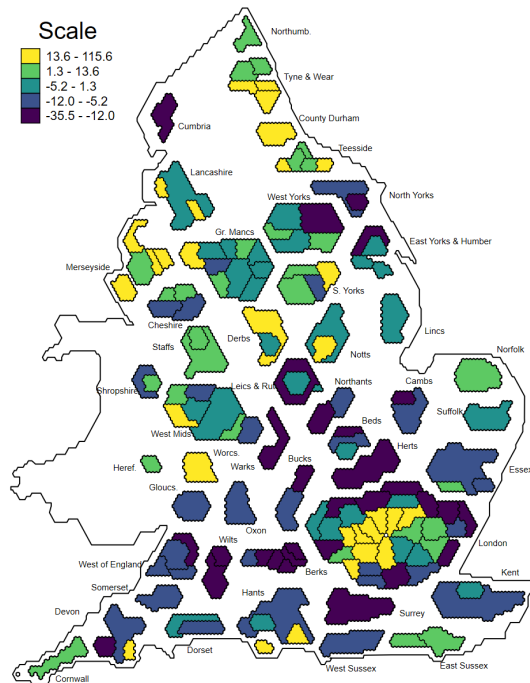 Scale
13.6 - 115.6
1.3 - 13.6
-5.2 - 1.3
-12.0 - -5.2
-35.5 - -12.0
Northumb.
Tyne & Wear
County Durham
Cumbria
Teesside
Lancashire
West Yorks
North Yorks
Gr. Mancs
East Yorks & Humber
Merseyside
S. Yorks
Cheshire
Lincs
Staffs
Derbs
Notts
Norfolk
Shropshire
Leics & Rut
Northants
Cambs
Suffolk
West Mids
Beds
Worcs.
Herts
Heref.
Warks
Bucks
Essex
Gloucs.
Oxon
London
Wilts
West of England
Berks
Kent
Somerset
Hants
Devon
Surrey
Dorset
West Sussex
East Sussex
Cornwall